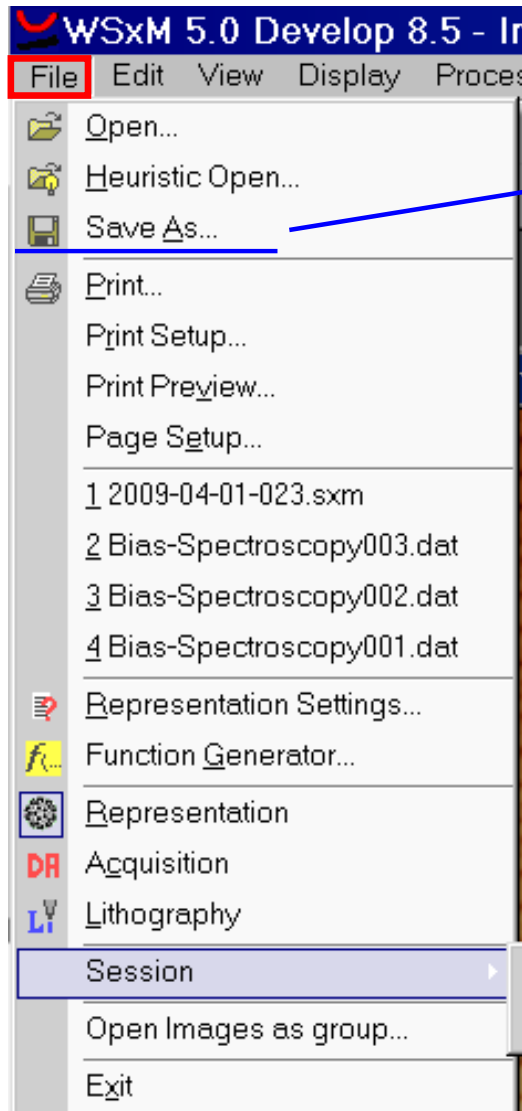 WSxM 5.0 Develop 8.5 - I
File Edit View Display Proces
Open...
Heuristic Open...
Save As...
Print...
Print Setup...
Print Preview...
Page Setup...
1 2009-04-01-023.sxm
2 Bias-Spectroscopy003.dat
3 Bias-Spectroscopy002.dat
4 Bias-Spectroscopy001.dat
Representation Settings...
f(... Function Generator...
Representation
DA Acquisition
Li Lithography
Session
Open Images as group...
Exit